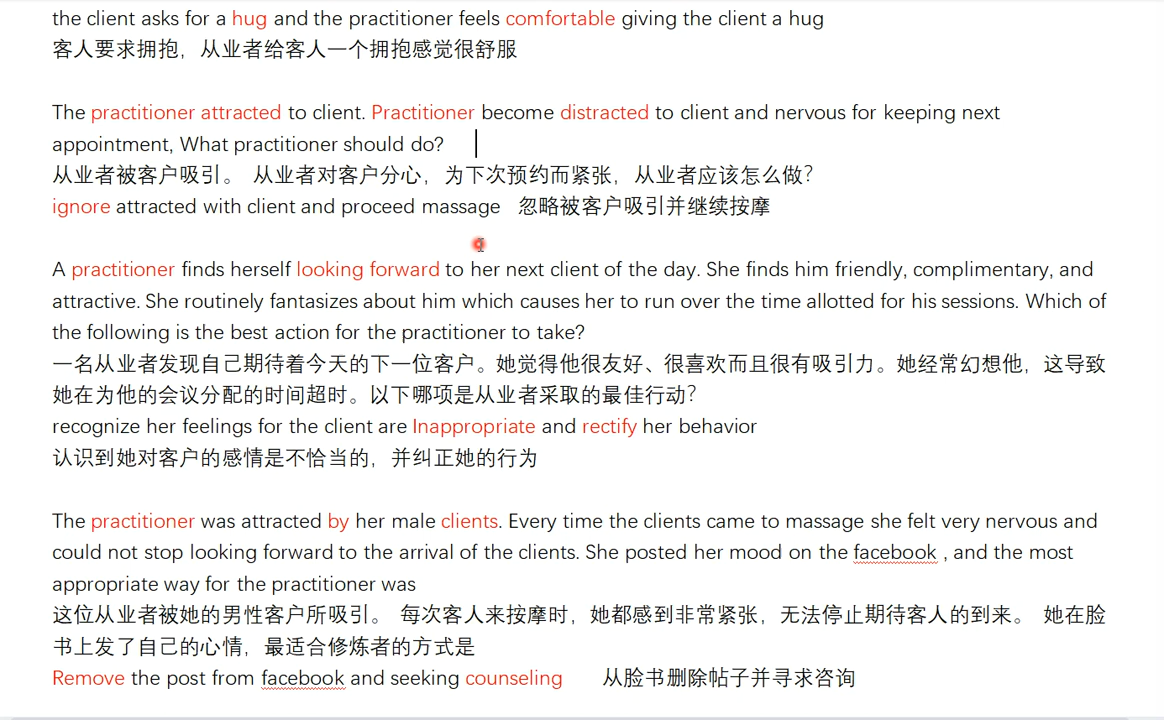 the client asks for a hug and the practitioner feels comfortable giving the client a hug
客人要求拥抱，从业者给客人一个拥抱感觉很舒服
The practitioner attracted to client. Practitioner become distracted to client and nervous for keeping next
appointment, What practitioner should do?
从业者被客户吸引。 从业者对客户分心，为下次预约而紧张，从业者应该怎么做？
ignore attracted with client and proceed massage 忽略被客户吸引并继续按摩
A practitioner finds herself looking forward to her next client of the day. She finds him friendly, complimentary, and
attractive. She routinely fantasizes about him which causes her to run over the time allotted for his sessions. Which of
the following is the best action for the practitioner to take?
一名从业者发现自己期待着今天的下一位客户。她觉得他很友好、很喜欢而且很有吸引力。她经常幻想他，这导致
她在为他的会议分配的时间超时。以下哪项是从业者采取的最佳行动？
recognize her feelings for the client are Inappropriate and rectify her behavior
认识到她对客户的感情是不恰当的，并纠正她的行为
The practitioner was attracted by her male clients. Every time the clients came to massage she felt very nervous and
could not stop looking forward to the arrival of the clients. She posted her mood on the facebook , and the most
appropriate way for the practitioner was
这位从业者被她的男性客户所吸引。 每次客人来按摩时，她都感到非常紧张，无法停止期待客人的到来。 她在脸
书上发了自己的心情，最适合修炼者的方式是
Remove the post from facebook and seeking counseling 从脸书删除帖子并寻求咨询